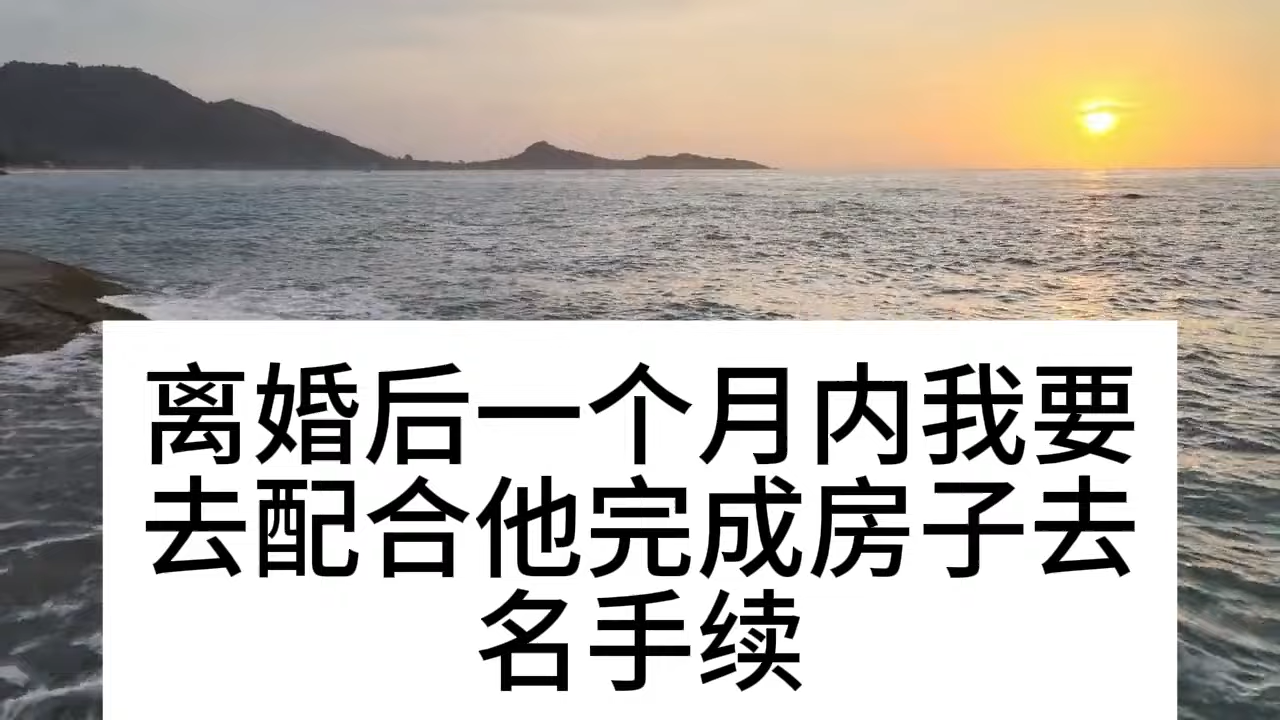 离婚后一个月内我要
去配合他完成房子去
名手续